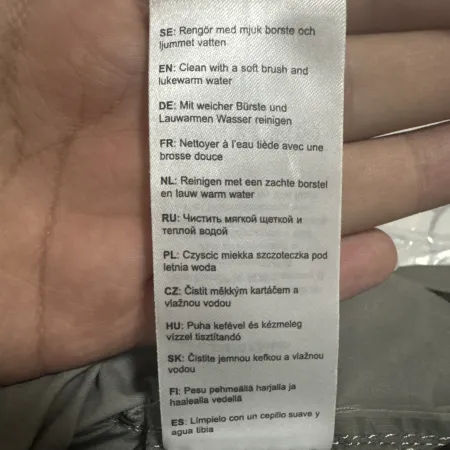 SE: Rengör med mjuk borste och
ljummet vatten
EN: Clean with a soft brush and
lukewarm water
DE: Mit weicher Bürste und
Lauwarmen Wasser reinigen
FR: Nettoyer à l'eau tiède avec une
brosse douce
NL: Reinigen met een zachte borstel
en lauw warm water
RU: Чистить мягкой щеткой и
теплой водой
PL: Czyscic miekka szczoteczka pod
letnia woda
CZ: Čistit měkkým kartáčem a
vlažnou vodou
HU: Puha kefével és kézmeleg
vízzel tisztítandó
SK: Čistite jemnou kefkou a vlažnou
vodou
FI: Pesu pehmeällä harjalla ja
haalealla vedellä
ES: Límpielo con un cepillo suave y
agua tibia